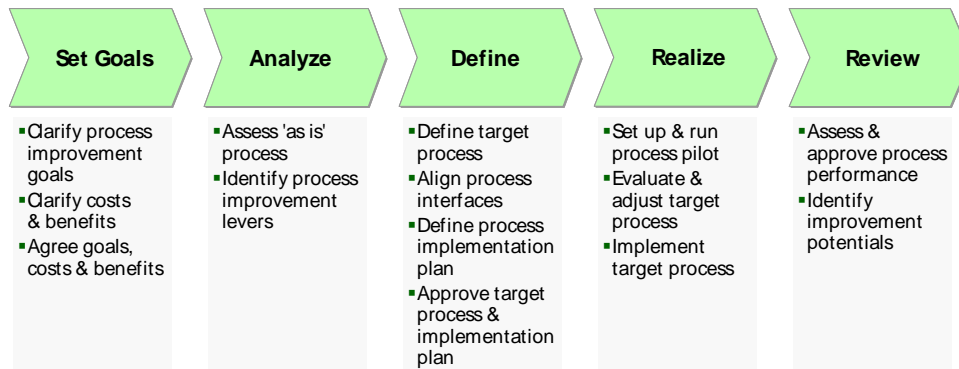 Set Goals
Analyze
Define
Realize
Review
▪Clarify process
improvement
goals
▪Clarify costs
& benefits
▪Agree goals,
costs & benefits
▪Assess 'as is'
process
▪Identify process
improvement
levers
▪Define target
process
▪Align process
interfaces
▪Define process
implementation
plan
▪Approve target
process &
implementation
plan
▪Set up & run
process pilot
▪Evaluate &
adjust target
process
▪Implement
target process
▪Assess &
approve process
performance
▪Identify
improvement
potentials